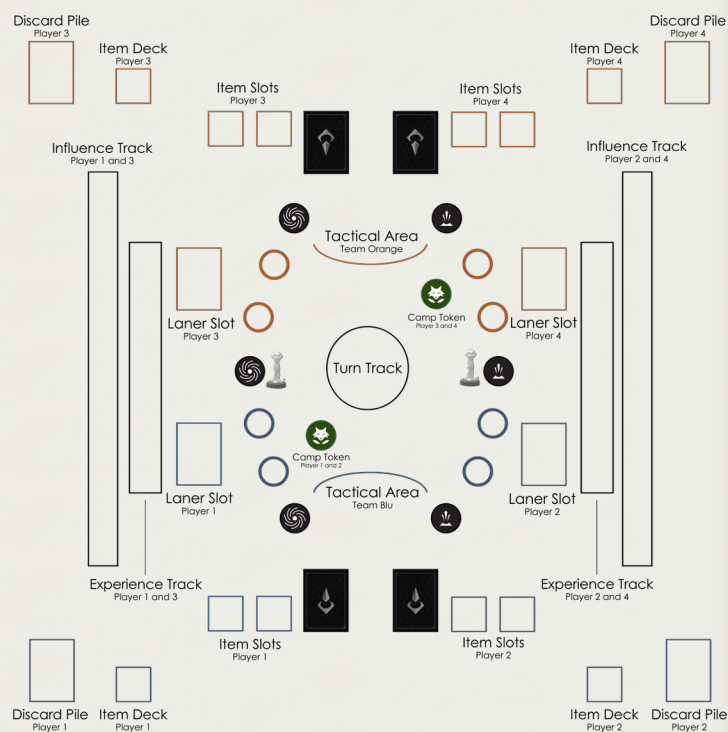 Discard Pile
Player 3
Item Deck
Player 3
Item Deck
Player 4
Discard Pile
Player 4
Item Slots
Player 3
Item Slots
Player 4
Influence Track
Player 1 and 3
Influence Track
Player 2 and 4
Tactical Area
Team Orange
Laner Slot
Player 3
Camp Token
Player 3 and 4
Laner Slot
Player 4
Turn Track
Camp Token
Player 1 and 2
Laner Slot
Player 1
Tactical Area
Team Blu
Laner Slot
Player 2
Experience Track
Player 1 and 3
Experience Track
Player 2 and 4
Item Slots
Player 1
Item Slots
Player 2
Discard Pile
Player 1
Item Deck
Player 1
Item Deck
Player 2
Discard Pile
Player 2